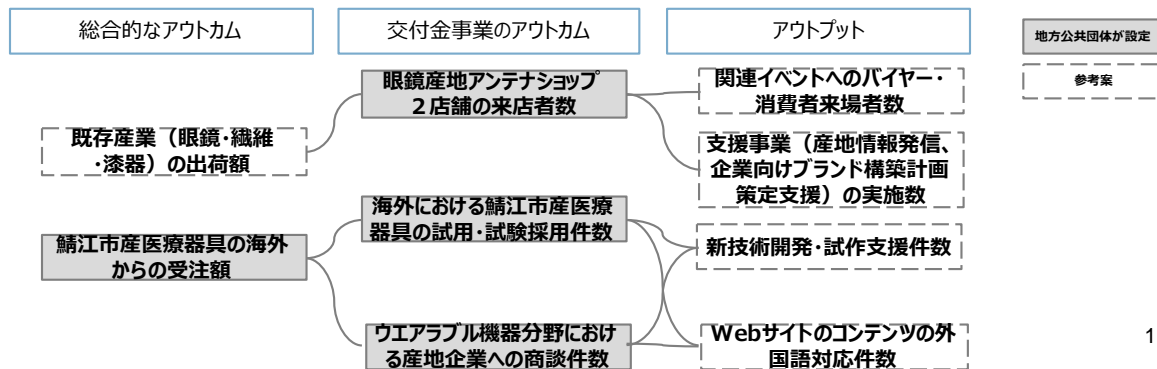 総合的なアウトカム
交付金事業のアウトカム
アウトプット
地方公共団体が設定
参考案
眼鏡産地アンテナショップ
２店舗の来店者数
関連イベントへのバイヤー・
消費者来場者数
既存産業（眼鏡・繊維
・漆器）の出荷額
支援事業（産地情報発信、
企業向けブランド構築計画
策定支援）の実施数
海外における鯖江市産医療
器具の試用・試験採用件数
鯖江市産医療器具の海外
からの受注額
新技術開発・試作支援件数
ウエアラブル機器分野におけ
る産地企業への商談件数
Webサイトのコンテンツの外
国語対応件数
1